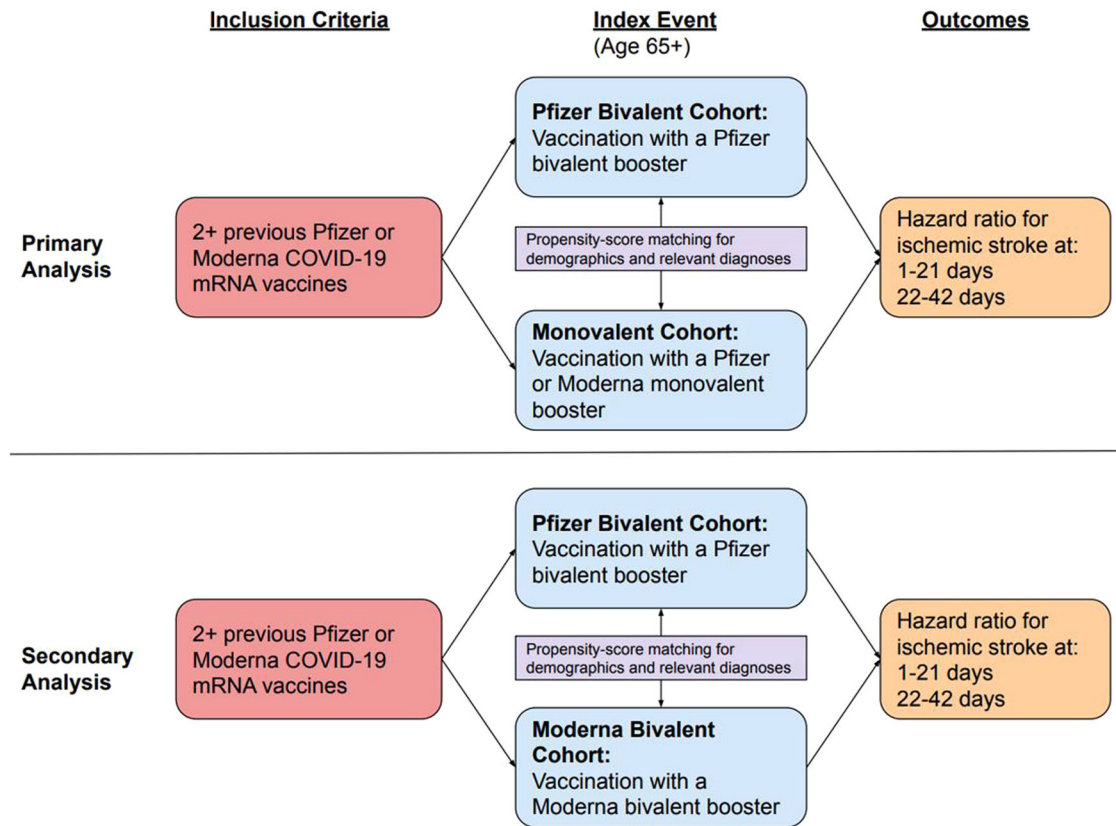 Inclusion Criteria
Index Event
(Age 65+)
Outcomes
Primary
Analysis
2+ previous Pfizer or
Moderna COVID-19
mRNA vaccines
Pfizer Bivalent Cohort:
Vaccination with a Pfizer
bivalent booster
Propensity-score matching for
demographics and relevant diagnoses
Monovalent Cohort:
Vaccination with a Pfizer
or Moderna monovalent
booster
Hazard ratio for
ischemic stroke at:
1-21 days
22-42 days
Secondary
Analysis
2+ previous Pfizer or
Moderna COVID-19
mRNA vaccines
Pfizer Bivalent Cohort:
Vaccination with a Pfizer
bivalent booster
Propensity-score matching for
demographics and relevant diagnoses
Moderna Bivalent
Cohort:
Vaccination with a
Moderna bivalent booster
Hazard ratio for
ischemic stroke at:
1-21 days
22-42 days